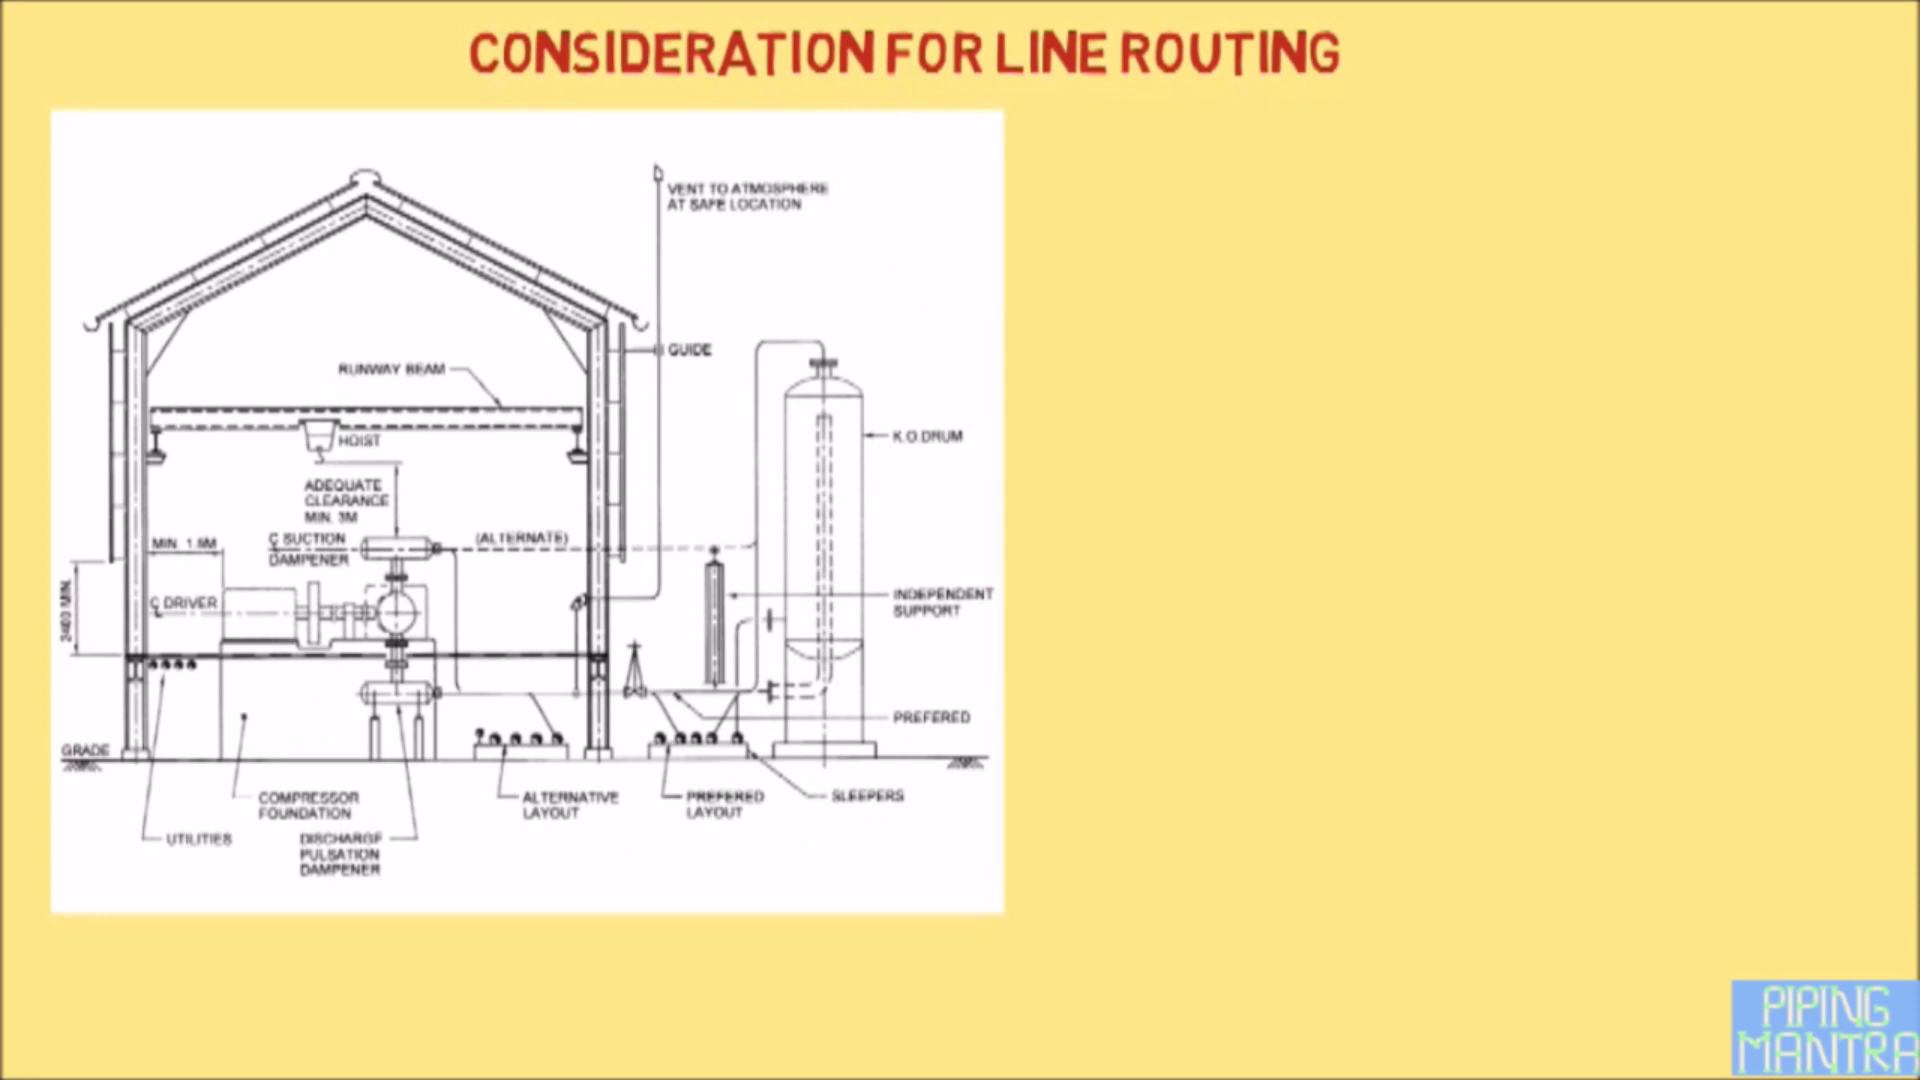 CONSIDERATION FOR LINE ROUTING
VENT TO ATMOSPHERE
AT SAFE LOCATION
GUIDE
RUNWAY BEAM
HOIST
K.O.DRUM
ADEQUATE
CLEARANCE
MIN. 3M
MIN. 1.5M
C SUCTION
DAMPENER
(ALTERNATE)
2400 MIN.
C DRIVER
INDEPENDENT
SUPPORT
PREFERED
GRADE
COMPRESSOR
FOUNDATION
ALTERNATIVE
LAYOUT
PREFERED
LAYOUT
SLEEPERS
UTILITIES
DISCHARGE
PULSATION
DAMPENER
PIPING
MANTRA